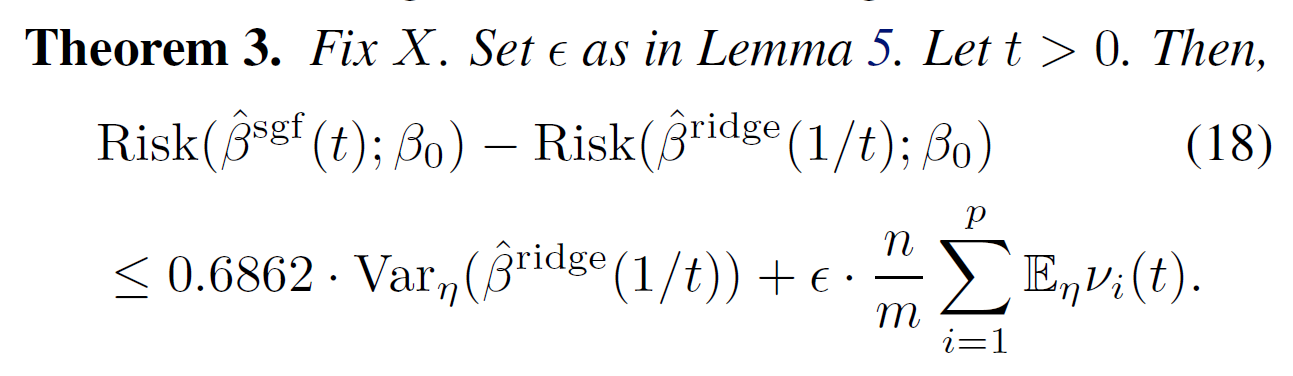 Theorem 3. Fix X. Set ϵ as in Lemma 5. Let t > 0. Then,
Risk(β̂^sgf(t); β₀) − Risk(β̂^ridge(1/t); β₀) (18)
≤ 0.6862 · Var_η(β̂^ridge(1/t)) + ϵ · n/m ∑_{i=1}^p 𝔼_η ν_i(t).